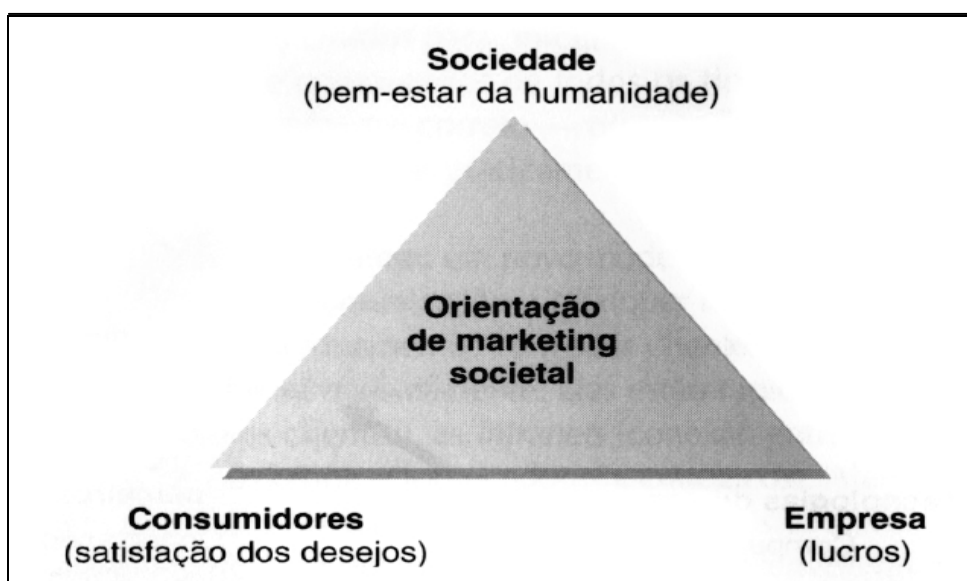 Sociedade
(bem-estar da humanidade)
Orientação
de marketing
societal
Consumidores
(satisfação dos desejos)
Empresa
(lucros)